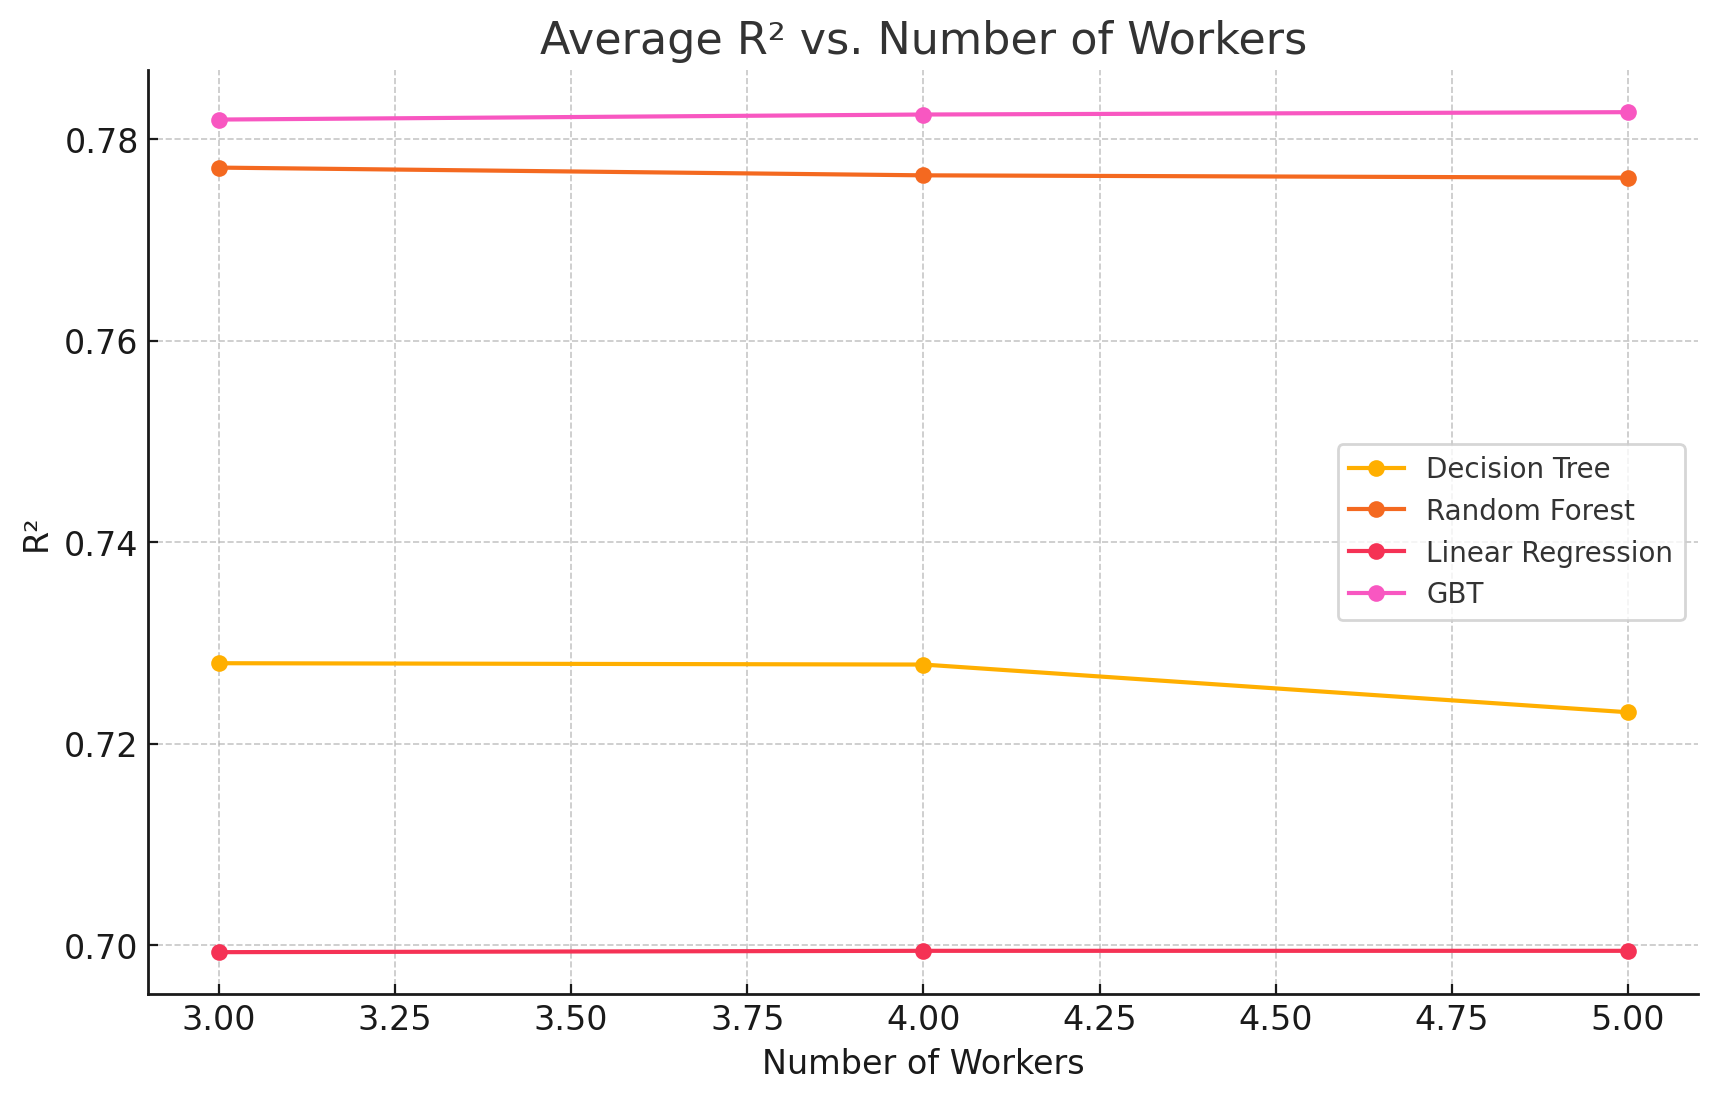 Average R² vs. Number of Workers
R²
0.78
0.76
0.74
0.72
0.70
Decision Tree
Random Forest
Linear Regression
GBT
3.00 3.25 3.50 3.75 4.00 4.25 4.50 4.75 5.00
Number of Workers